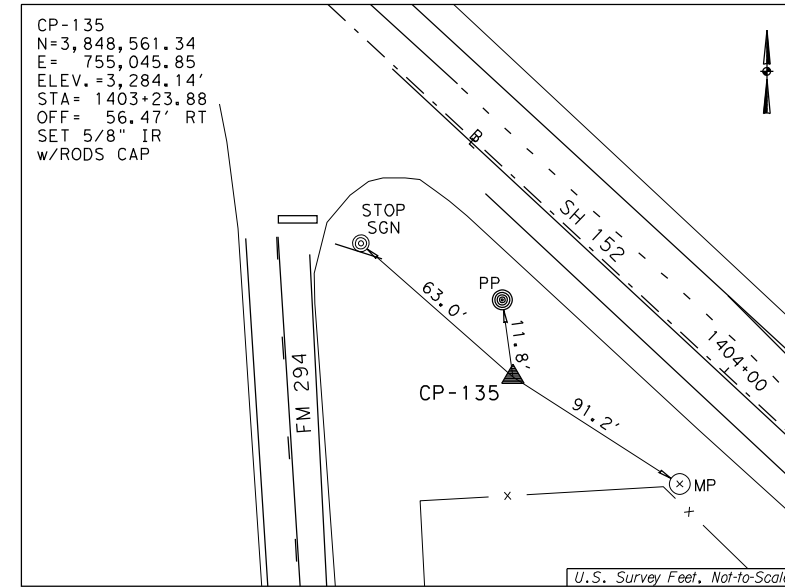 CP-135
N=3,848,561.34
E= 755,045.85
ELEV.=3,284.14'
STA= 1403+23.88
OFF= 56.47' RT
SET 5/8" IR
w/RODS CAP
STOP
SGN
B
SH 152
PP
63.0'
11.8'
1404+00
FM 294
CP-135
91.2'
MP
x
x
x
U.S. Survey Feet, Not-to-Scale